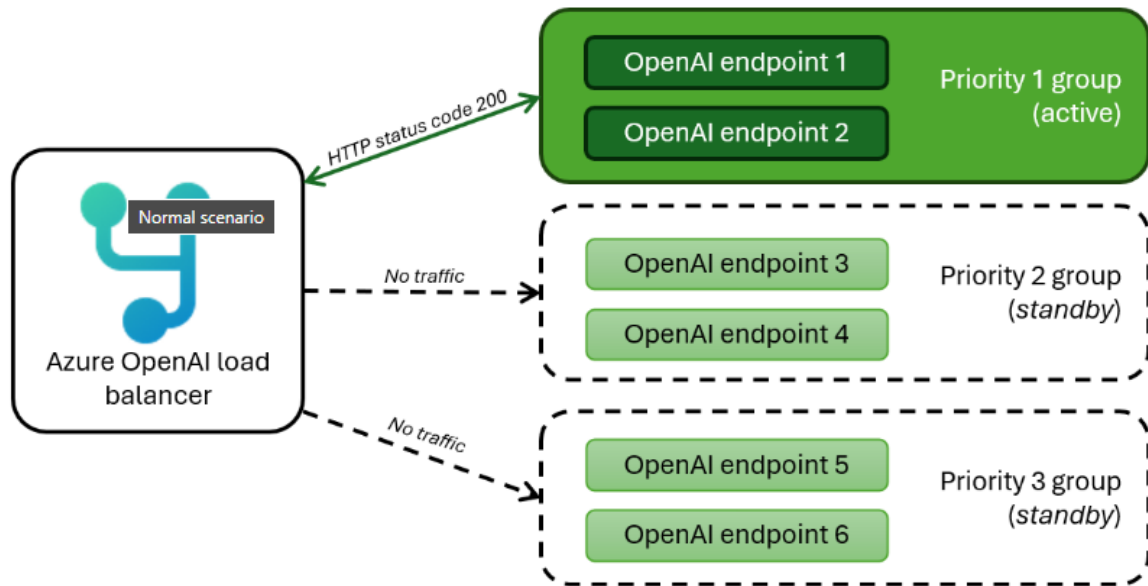 OpenAI endpoint 1
OpenAI endpoint 2
Priority 1 group
(active)
HTTP status code 200
Normal scenario
Azure OpenAI load
balancer
No traffic
OpenAI endpoint 3
OpenAI endpoint 4
Priority 2 group
(standby)
No traffic
OpenAI endpoint 5
OpenAI endpoint 6
Priority 3 group
(standby)